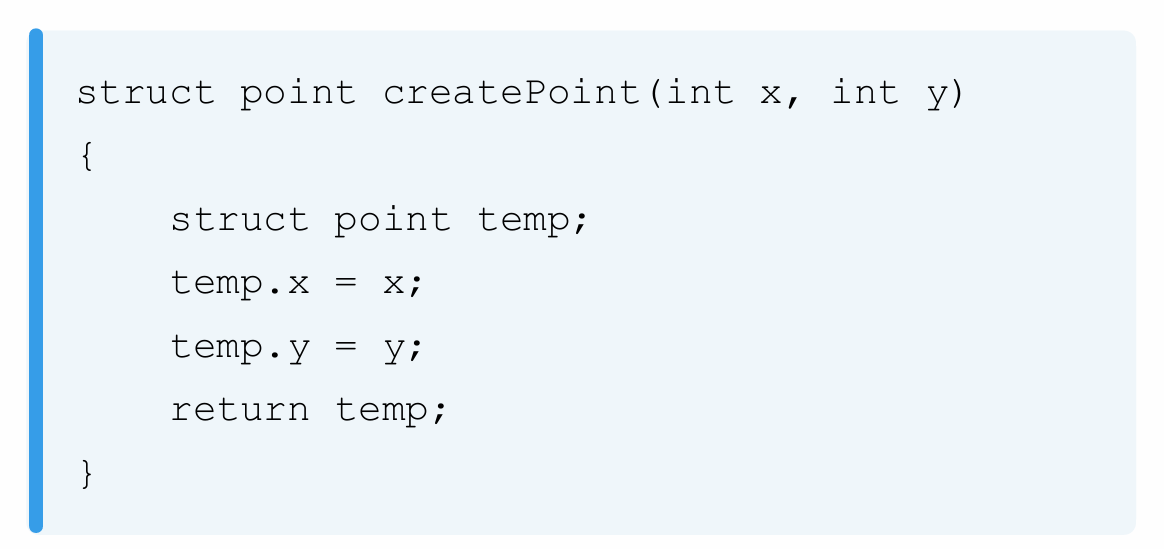 struct point createPoint(int x, int y)
{
    struct point temp;
    temp.x = x;
    temp.y = y;
    return temp;
}